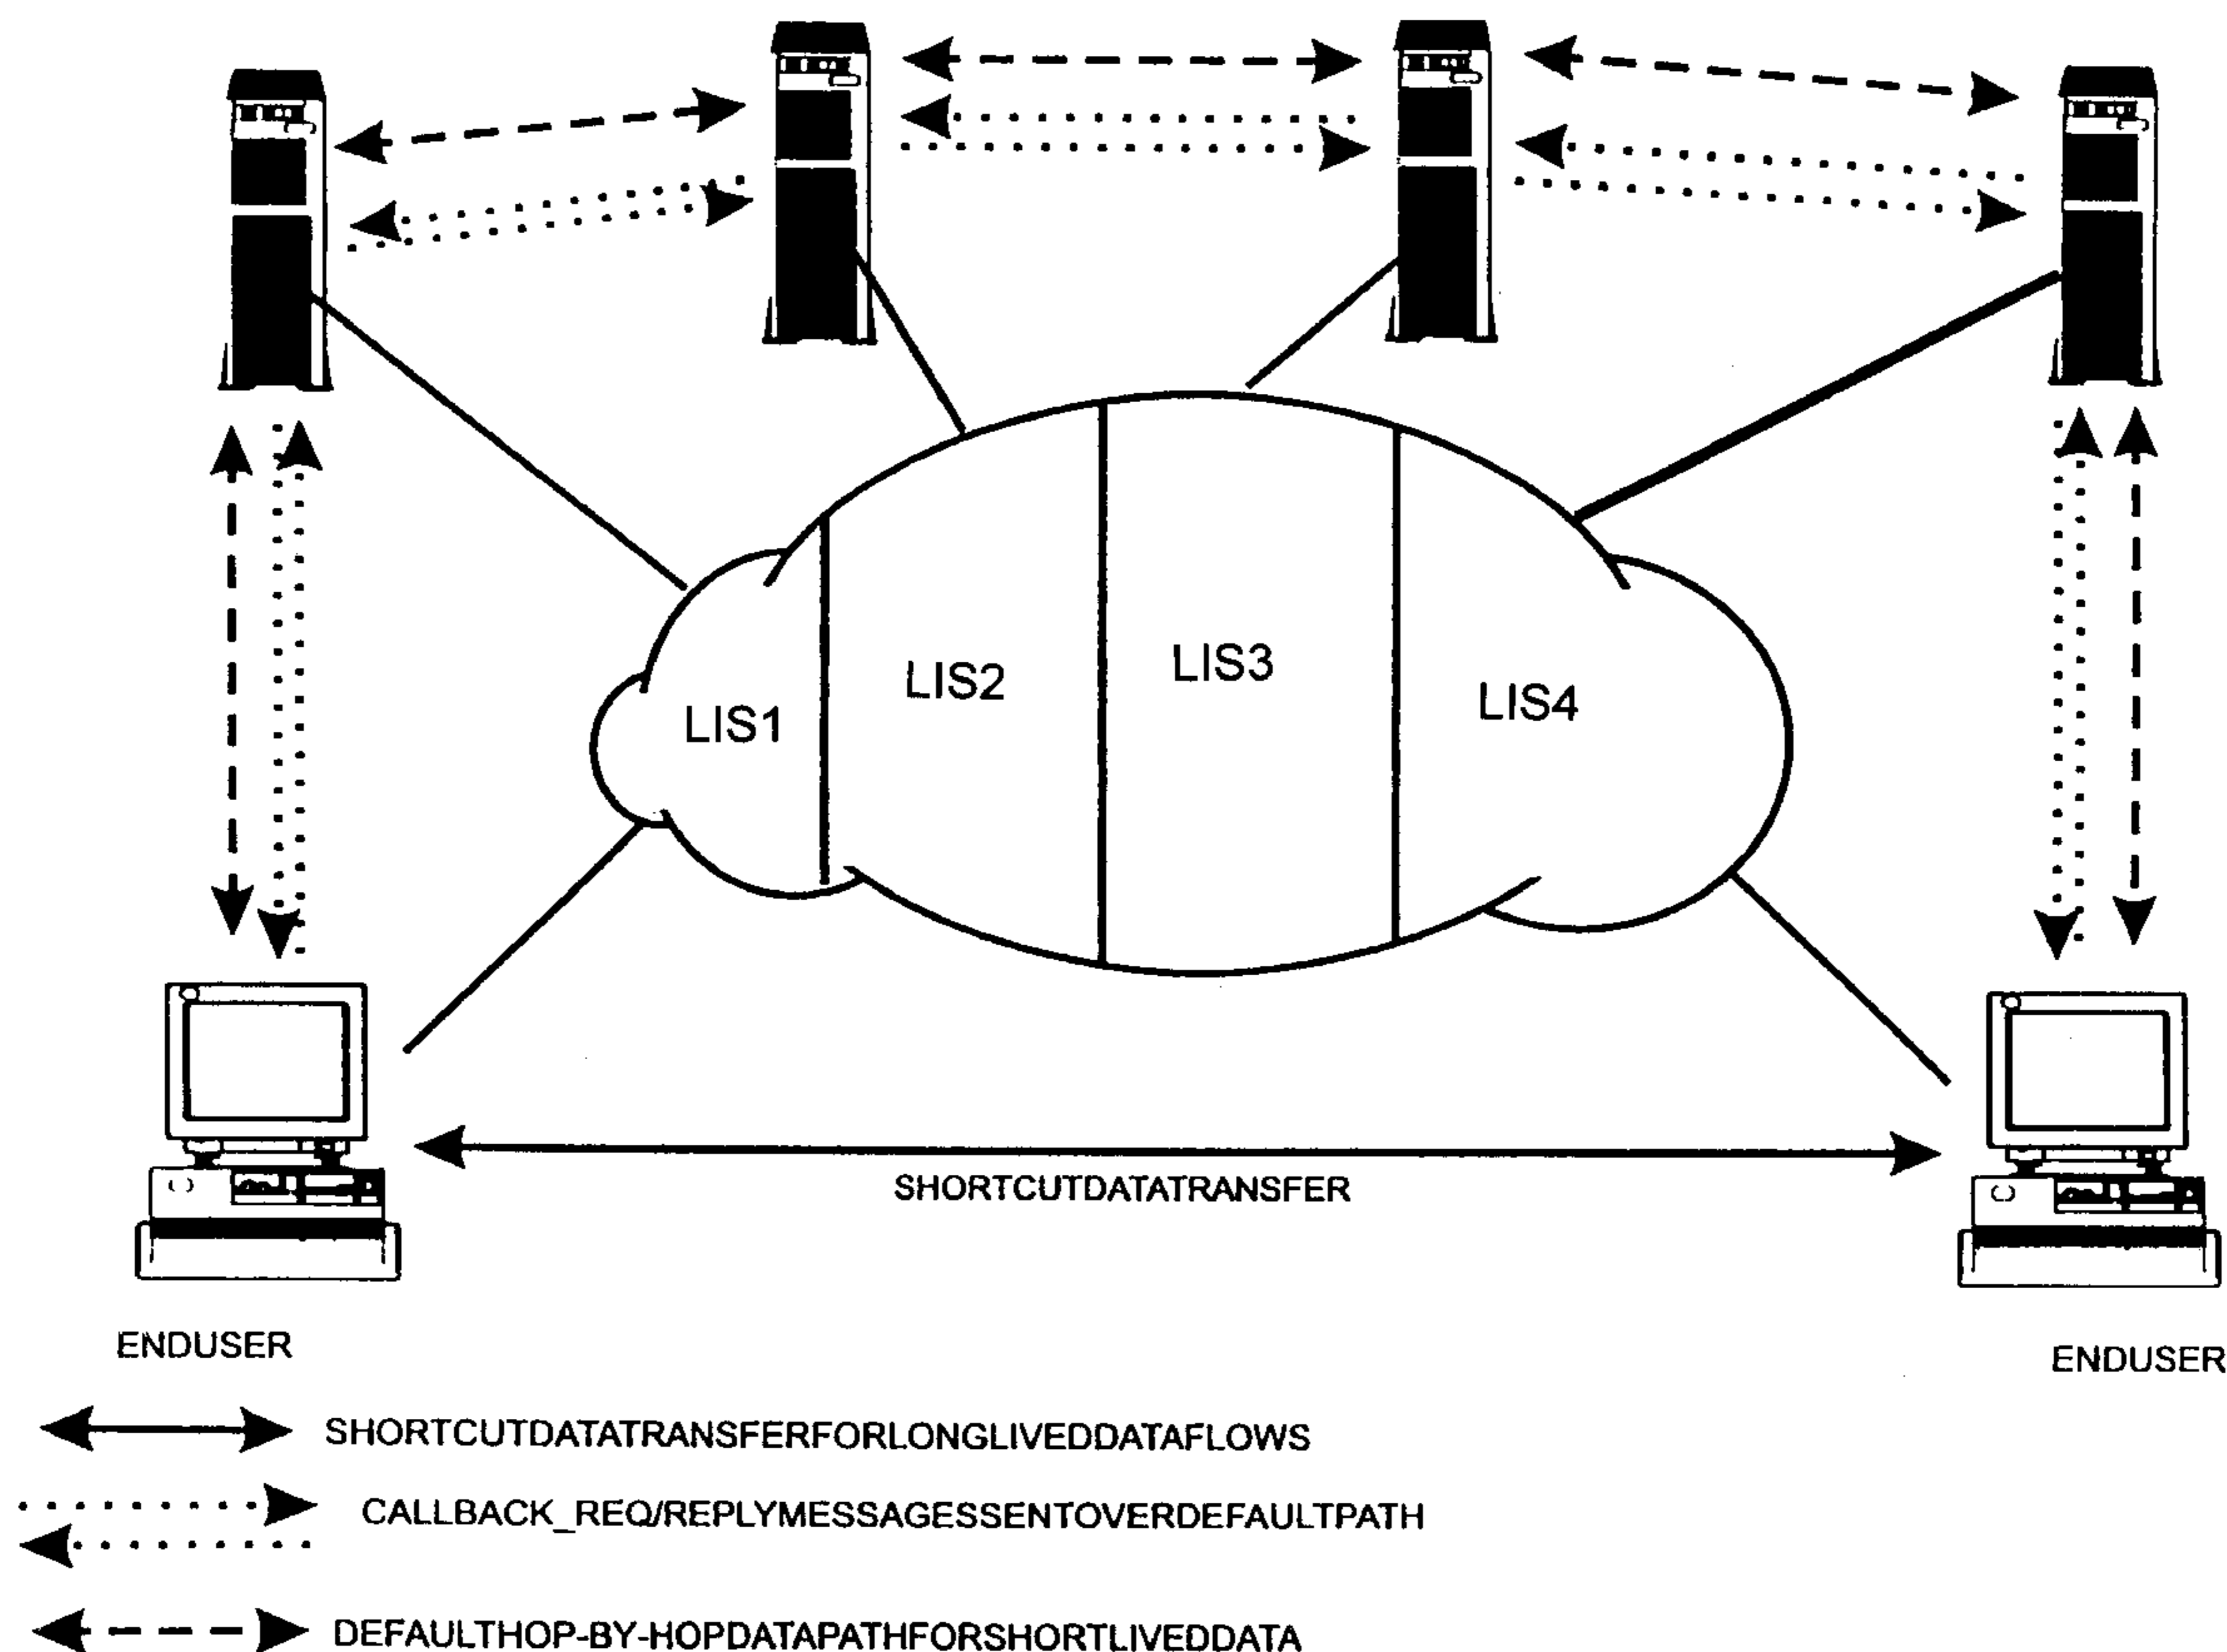 LIS1
LIS2
LIS3
LIS4
SHORTCUTDATATRANSFER
ENDUSER
ENDUSER
SHORTCUTDATATRANSFERFORLONGLIVEDDATAFLOWS
CALLBACK_REQ/REPLYMESSAGESSENTOVERDEFAULTPATH
DEFAULTHOP-BY-HOPDATAPATHFORSHORTLIVEDDATA